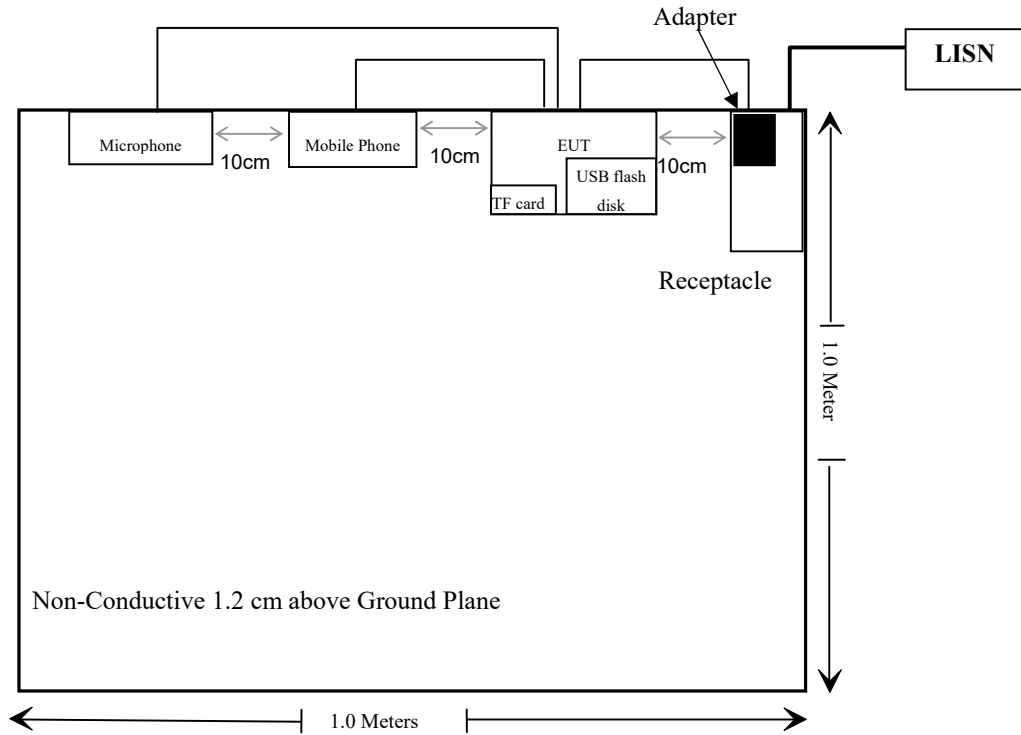 Adapter
LISN
Microphone
10cm
Mobile Phone
10cm
EUT
10cm
USB flash
disk
TF card
Receptacle
1.0 Meter
Non-Conductive 1.2 cm above Ground Plane
1.0 Meters